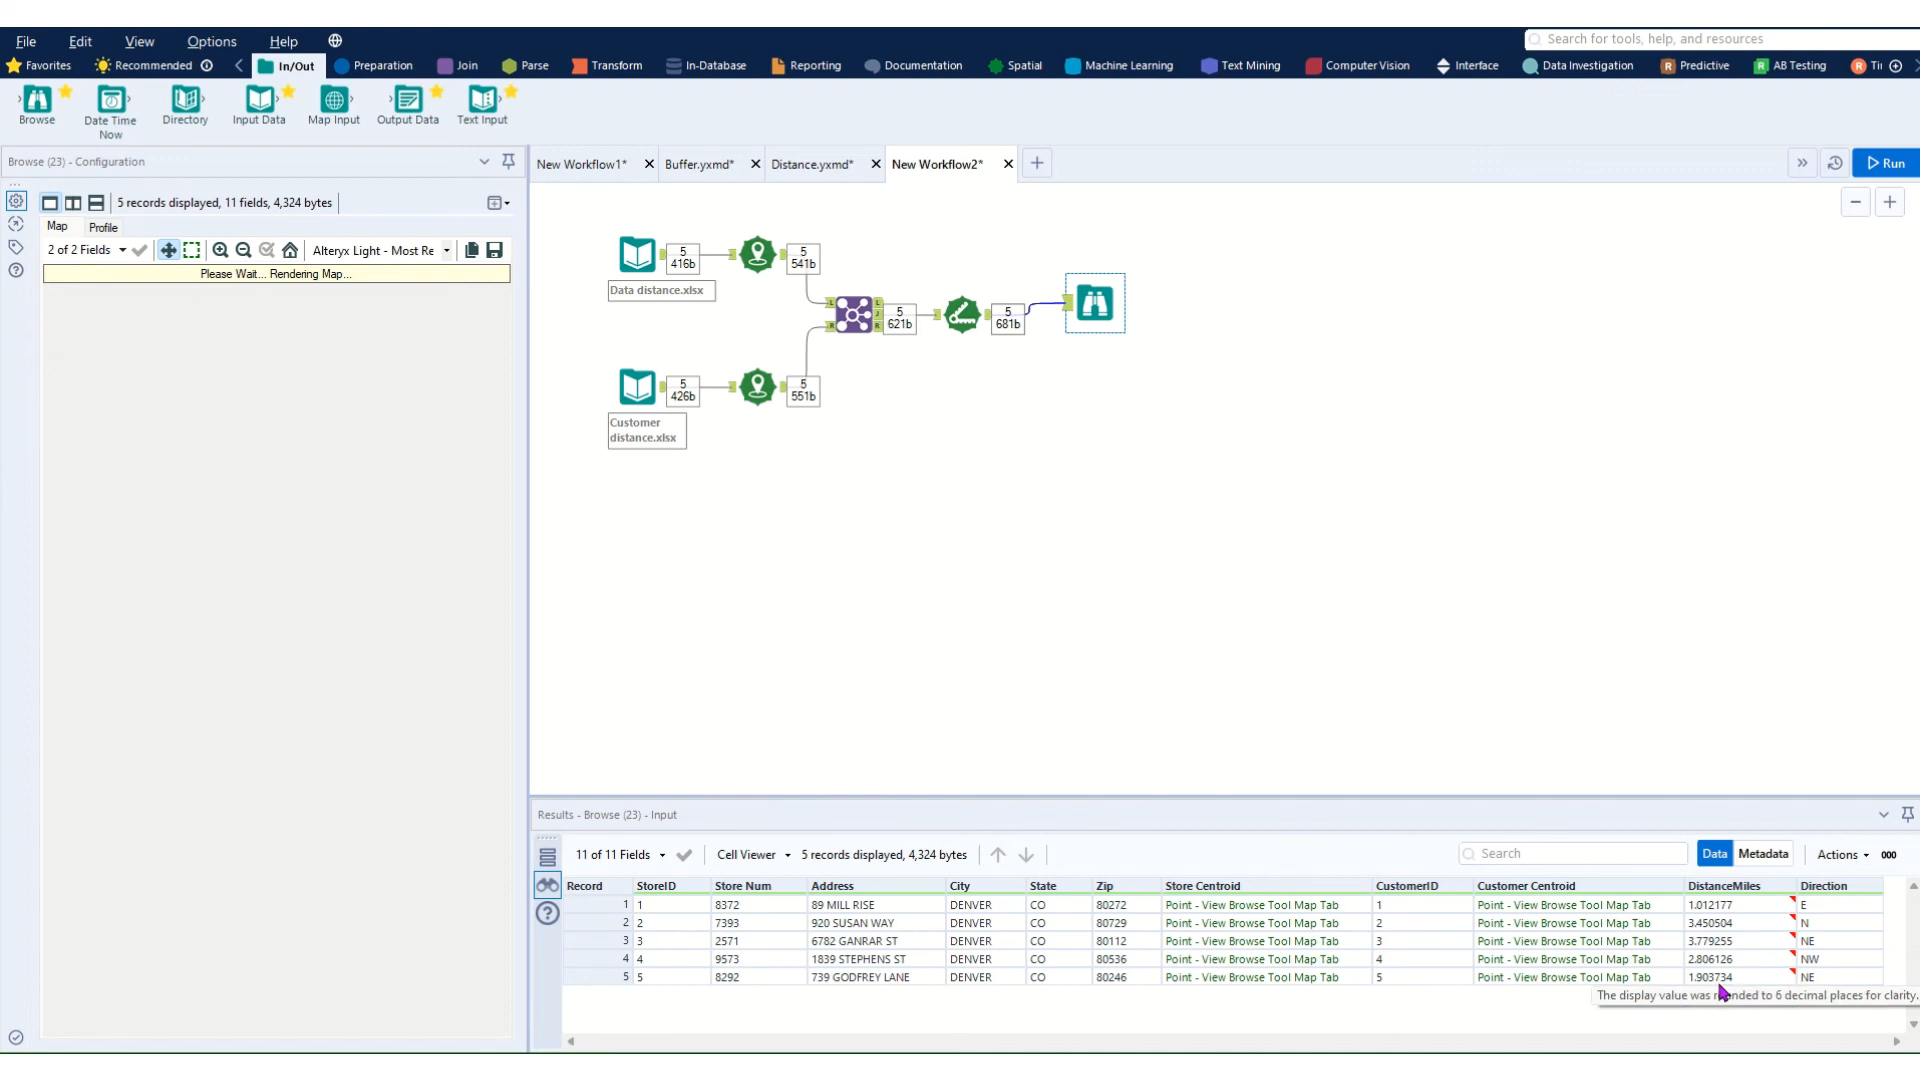 File Edit View Options Help Search for tools, help, and resources
Favorites Recommended In/Out Preparation Join Parse Transform In-Database Reporting Documentation Spatial Machine Learning Text Mining Computer Vision Interface Data Investigation Predictive AB Testing Ti
Browse Date Time Now Directory Input Data Map Input Output Data Text Input
Browse (23) - Configuration
New Workflow1* Buffer.yxmd* Distance.yxmd* New Workflow2* Run
5 records displayed, 11 fields, 4,324 bytes
Map Profile
2 of 2 Fields Alteryx Light - Most Re
Please Wait... Rendering Map...
5
416b
5
541b
Data distance.xlsx
L
R
L
J
R
5
621b
5
681b
5
426b
5
551b
Customer
distance.xlsx
Results - Browse (23) - Input
11 of 11 Fields Cell Viewer 5 records displayed, 4,324 bytes Search Data Metadata Actions 000
Record StoreID Store Num Address City State Zip Store Centroid CustomerID Customer Centroid DistanceMiles Direction
1 1 8372 89 MILL RISE DENVER CO 80272 Point - View Browse Tool Map Tab 1 Point - View Browse Tool Map Tab 1.012177 E
2 2 7393 920 SUSAN WAY DENVER CO 80729 Point - View Browse Tool Map Tab 2 Point - View Browse Tool Map Tab 3.450504 N
3 3 2571 6782 GANRAR ST DENVER CO 80112 Point - View Browse Tool Map Tab 3 Point - View Browse Tool Map Tab 3.779255 NE
4 4 9573 1839 STEPHENS ST DENVER CO 80536 Point - View Browse Tool Map Tab 4 Point - View Browse Tool Map Tab 2.806126 NW
5 5 8292 739 GODFREY LANE DENVER CO 80246 Point - View Browse Tool Map Tab 5 Point - View Browse Tool Map Tab 1.903734 NE
The display value was rounded to 6 decimal places for clarity.